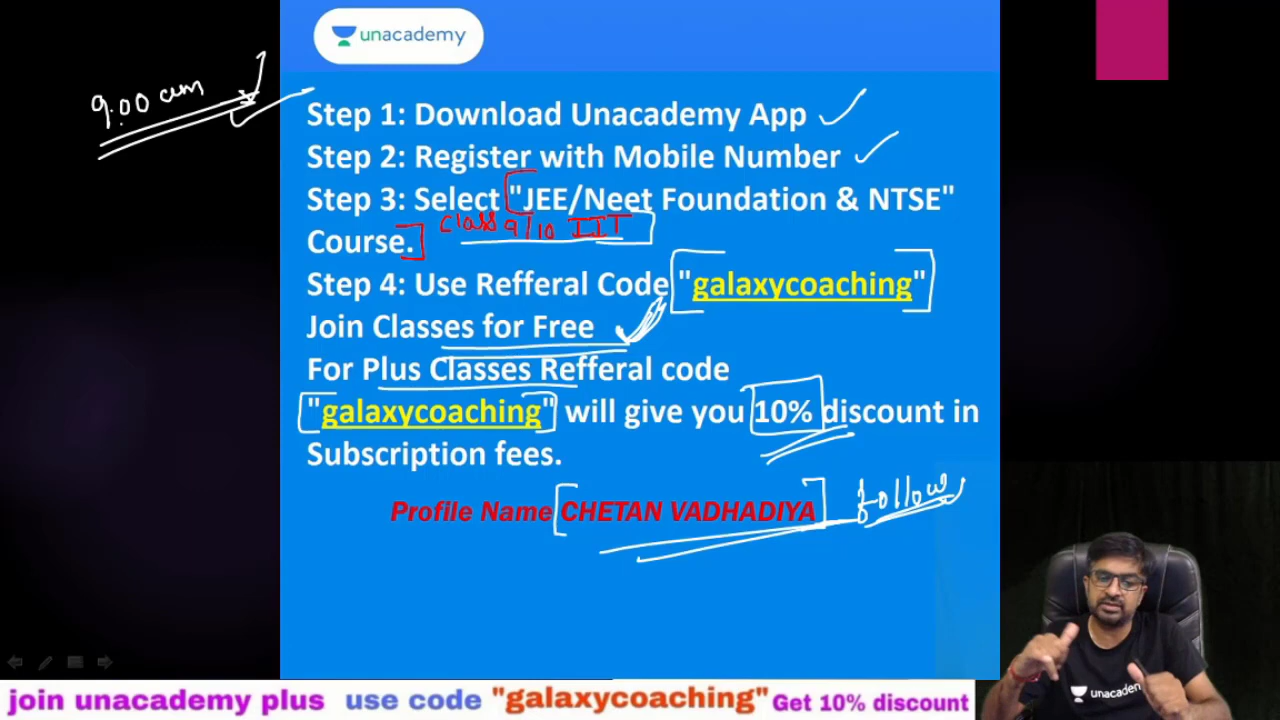 unacademy
9:00 am
Step 1: Download Unacademy App
Step 2: Register with Mobile Number
Step 3: Select "JEE/Neet Foundation & NTSE"
class 9/10 IIT
Course.
Step 4: Use Refferal Code "galaxycoaching"
Join Classes for Free
For Plus Classes Refferal code
"galaxycoaching" will give you 10% discount in
Subscription fees.
Profile Name CHETAN VADHADIYA follow
unacadem
join unacademy plus use code "galaxycoaching" Get 10% discount